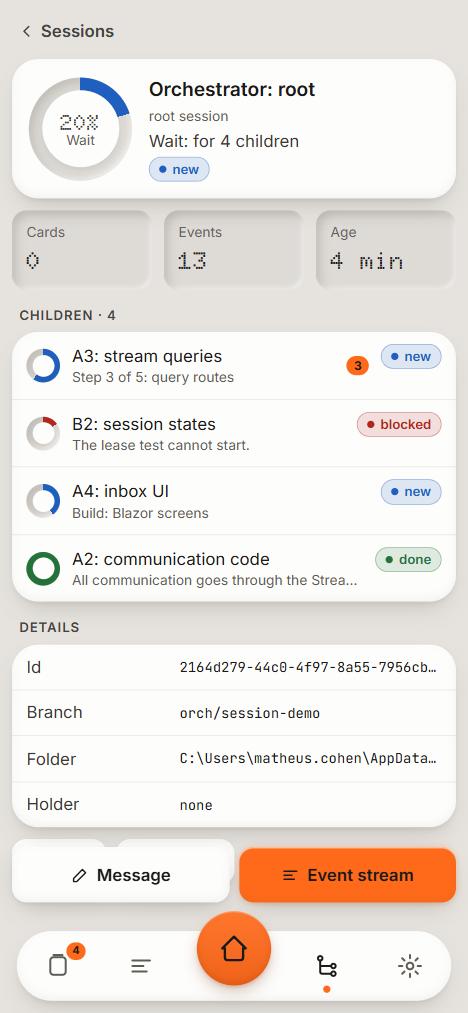 Sessions
20%
Wait
Orchestrator: root
root session
Wait: for 4 children
new
Cards
0
Events
13
Age
4 min
CHILDREN · 4
A3: stream queries
Step 3 of 5: query routes
3
new
B2: session states
The lease test cannot start.
blocked
A4: inbox UI
Build: Blazor screens
new
A2: communication code
All communication goes through the Strea...
done
DETAILS
Id
2164d279-44c0-4f97-8a55-7956cb...
Branch
orch/session-demo
Folder
C:\Users\matheus.cohen\AppData...
Holder
none
Message
Event stream
4